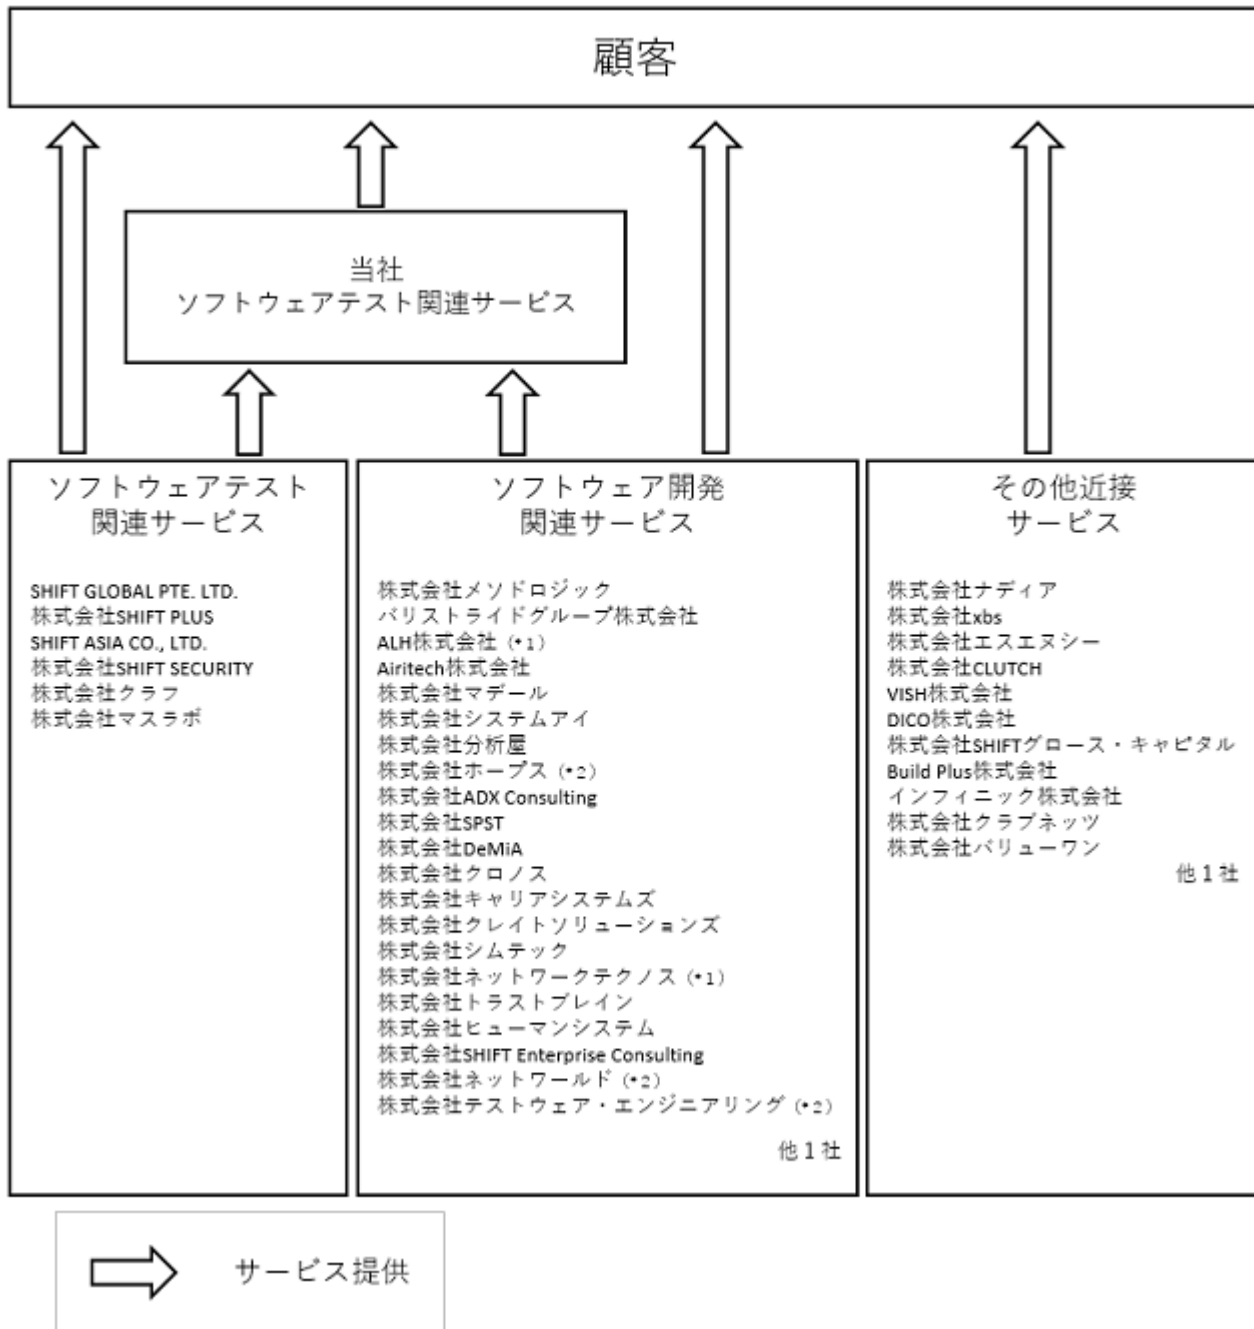 顧客
当社
ソフトウェアテスト関連サービス
ソフトウェアテスト
関連サービス
SHIFT GLOBAL PTE. LTD.
株式会社SHIFT PLUS
SHIFT ASIA CO., LTD.
株式会社SHIFT SECURITY
株式会社クラフ
株式会社マスラボ
ソフトウェア開発
関連サービス
株式会社メソドロジック
バリストライドグループ株式会社
ALH株式会社 (*1)
Airitech株式会社
株式会社マデール
株式会社システムアイ
株式会社分析屋
株式会社ホープス (*2)
株式会社ADX Consulting
株式会社SPST
株式会社DeMiA
株式会社クロノス
株式会社キャリアシステムズ
株式会社クレイトソリューションズ
株式会社シムテック
株式会社ネットワークテクノス (*1)
株式会社トラストブレイン
株式会社ヒューマンシステム
株式会社SHIFT Enterprise Consulting
株式会社ネットワールド (*2)
株式会社テストウェア・エンジニアリング (*2)
他1社
その他近接
サービス
株式会社ナディア
株式会社xbs
株式会社エスエヌシー
株式会社CLUTCH
VISH株式会社
DICO株式会社
株式会社SHIFTグロース・キャピタル
Build Plus株式会社
インフィニック株式会社
株式会社クラブネッツ
株式会社バリューワン
他1社
サービス提供